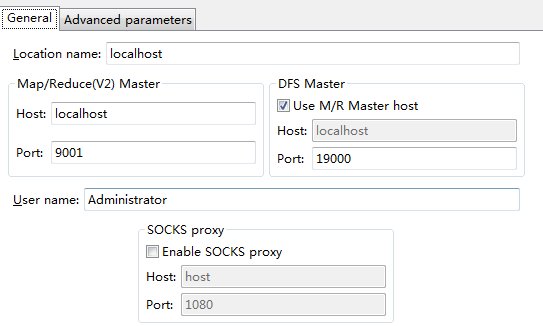 General Advanced parameters
Location name: localhost
Map/Reduce(V2) Master
Host: localhost
Port: 9001
DFS Master
Use M/R Master host
Host: localhost
Port: 19000
User name: Administrator
SOCKS proxy
Enable SOCKS proxy
Host: host
Port: 1080